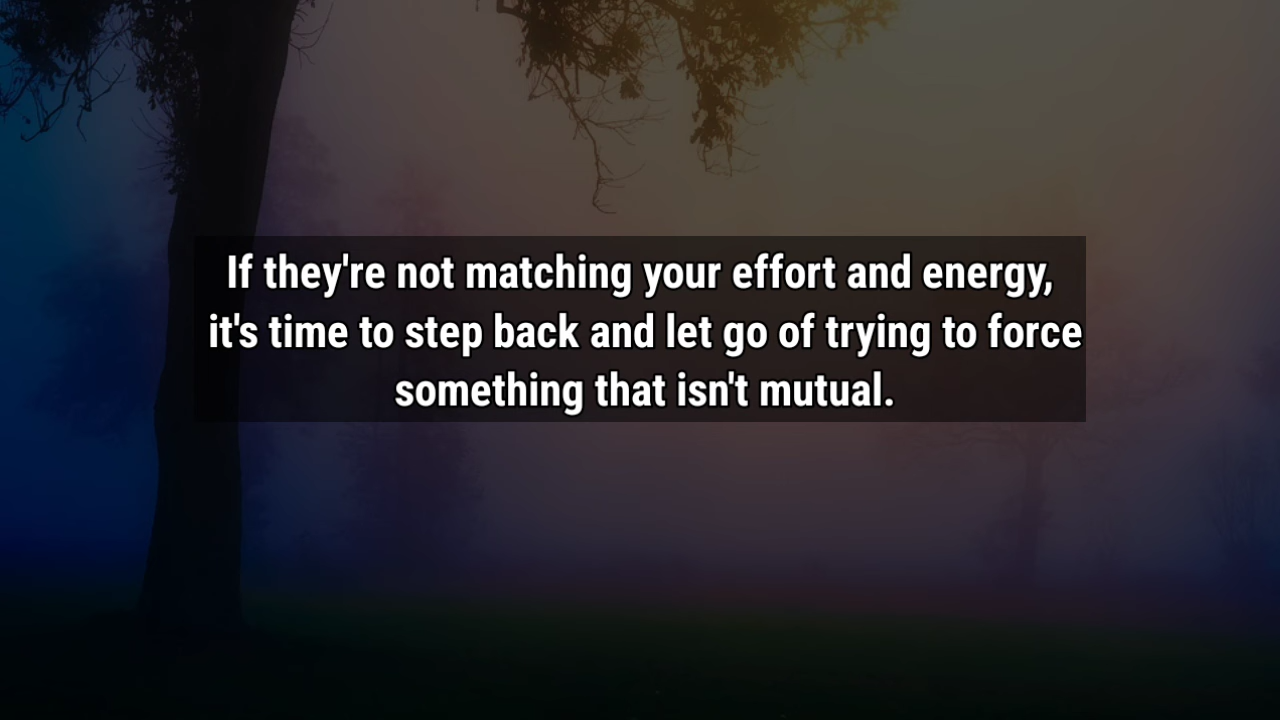 If they're not matching your effort and energy,
it's time to step back and let go of trying to force
something that isn't mutual.